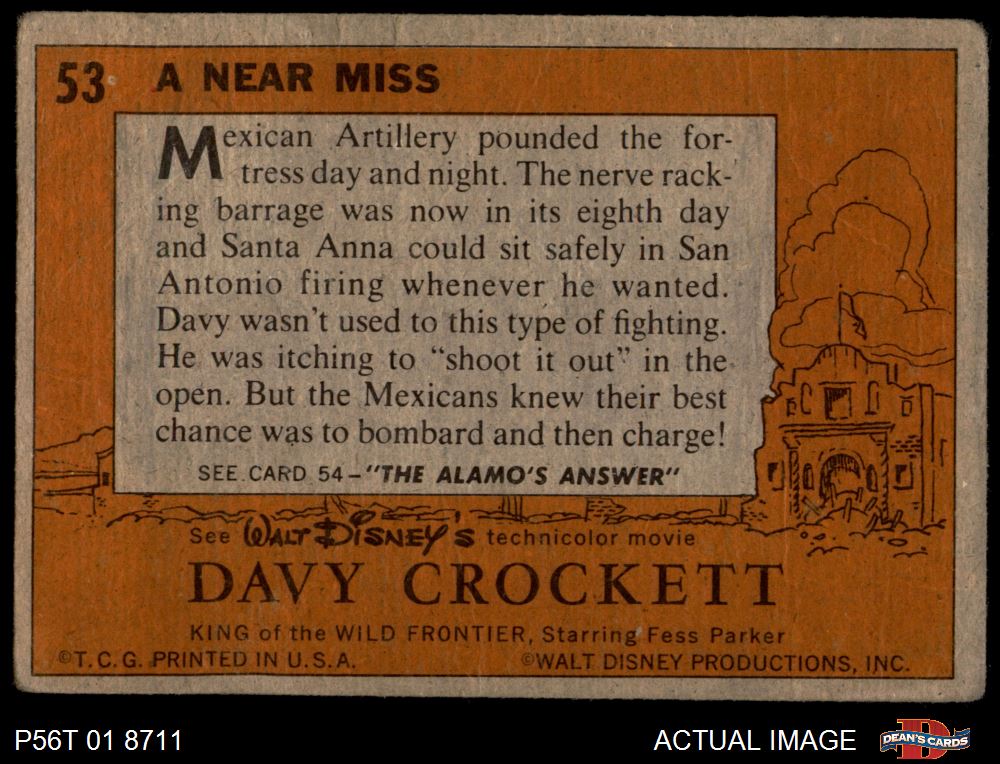 53 A NEAR MISS
Mexican Artillery pounded the for-
tress day and night. The nerve rack-
ing barrage was now in its eighth day
and Santa Anna could sit safely in San
Antonio firing whenever he wanted.
Davy wasn't used to this type of fighting.
He was itching to “shoot it out” in the
open. But the Mexicans knew their best
chance was to bombard and then charge!
SEE CARD 54–"THE ALAMO'S ANSWER"
See WALT DISNEY'S technicolor movie
DAVY CROCKETT
KING of the WILD FRONTIER, Starring Fess Parker
©T.C.G. PRINTED IN U.S.A. ©WALT DISNEY PRODUCTIONS, INC.
P56T 01 8711 ACTUAL IMAGE DEAN'S CARDS